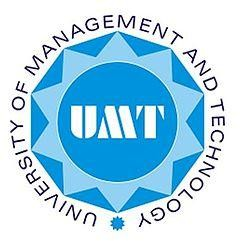 UNIVERSITY OF MANAGEMENT AND TECHNOLOGY
UMT